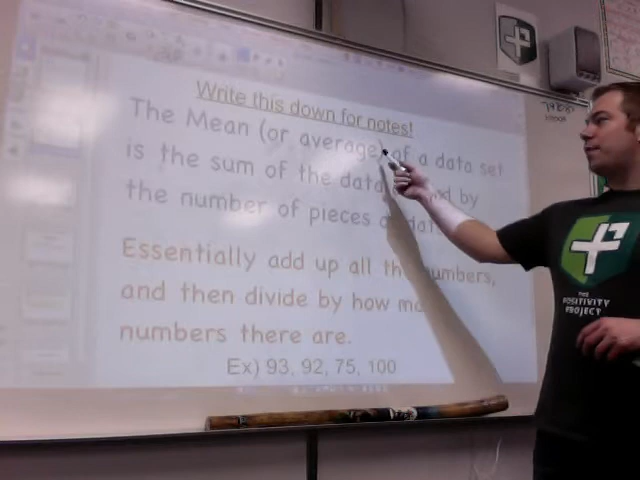 Write this down for notes!
The Mean (or average) of a data set
is the sum of the data by
the number of pieces
Essentially add up all numbers,
and then divide by how
numbers there are.
Ex) 93, 92, 75, 100
THE
POSITIVITY
PROJECT